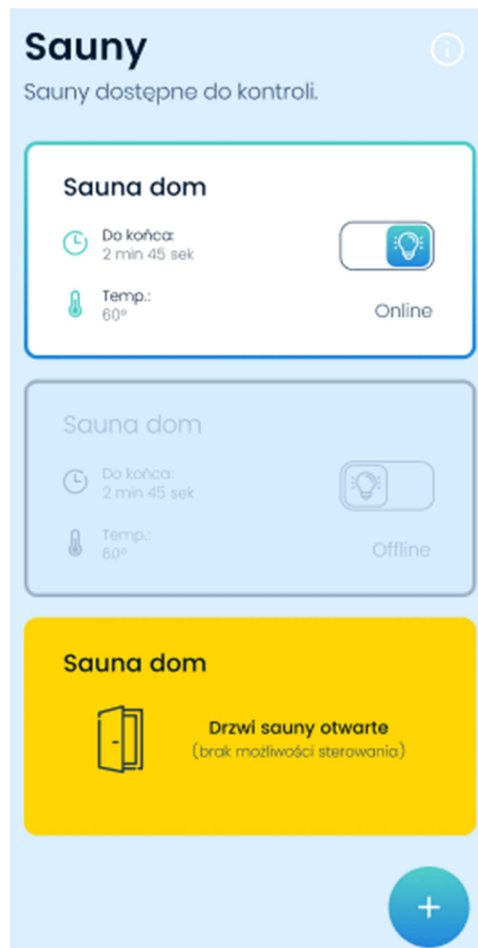 Sauny
Sauny dostępne do kontroli.
Sauna dom
Do końca:
2 min 45 sek
Temp.:
60°
Online
Sauna dom
Do końca:
2 min 45 sek
Temp.:
60°
Offline
Sauna dom
Drzwi sauny otwarte
(brak możliwości sterowania)
+